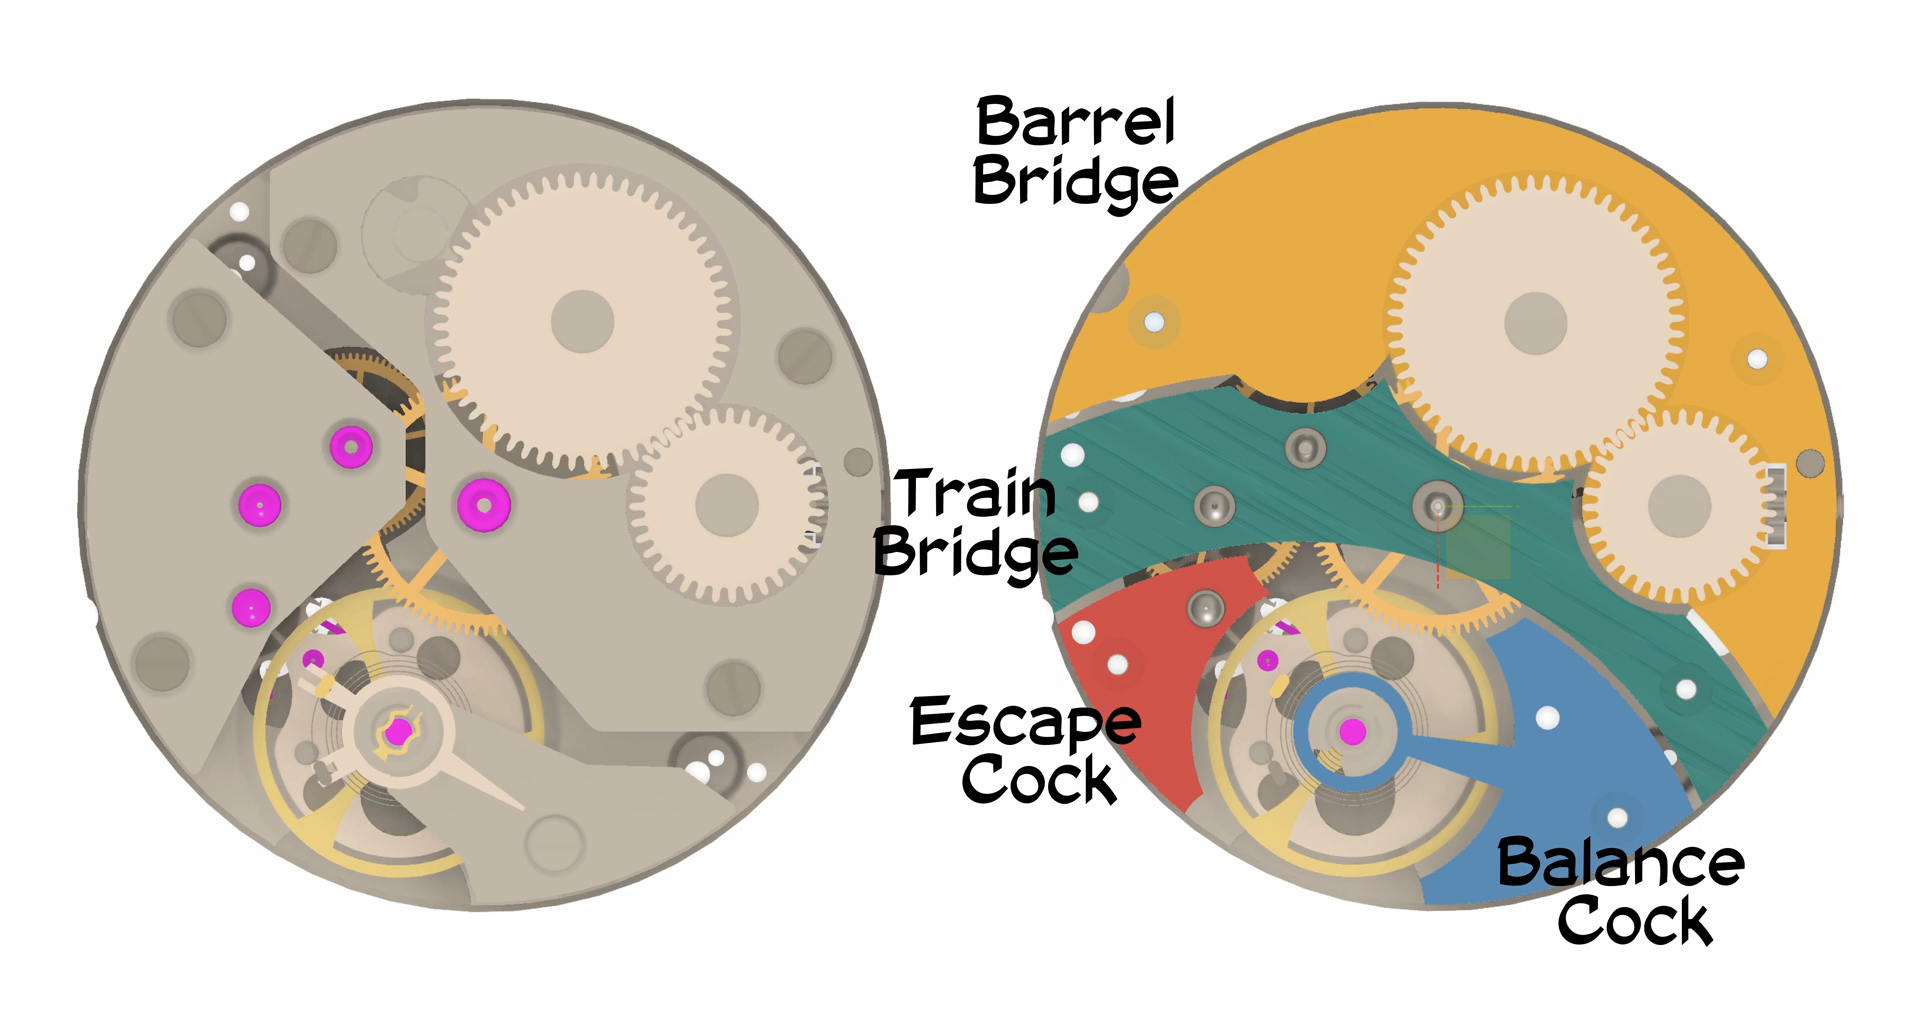 Barrel
Bridge
Train
Bridge
Escape
Cock
Balance
Cock